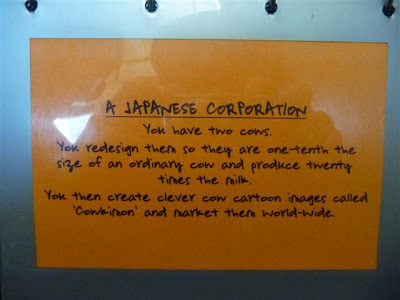 A JAPANESE CORPORATION
You have two cows.
You redesign them so they are one-tenth the
size of an ordinary cow and produce twenty
times the milk.
You then create clever cow cartoon images called
'Cowkimon' and market them world-wide.